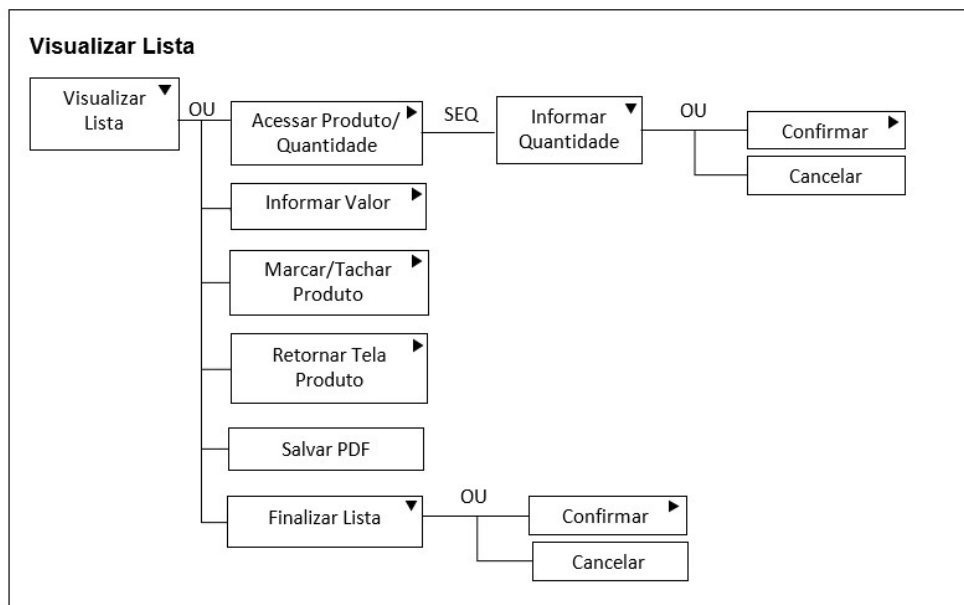 Visualizar Lista
Visualizar
Lista
OU
Acessar Produto/
Quantidade
SEQ
Informar
Quantidade
OU
Confirmar
Cancelar
Informar Valor
Marcar/Tachar
Produto
Retornar Tela
Produto
Salvar PDF
Finalizar Lista
OU
Confirmar
Cancelar